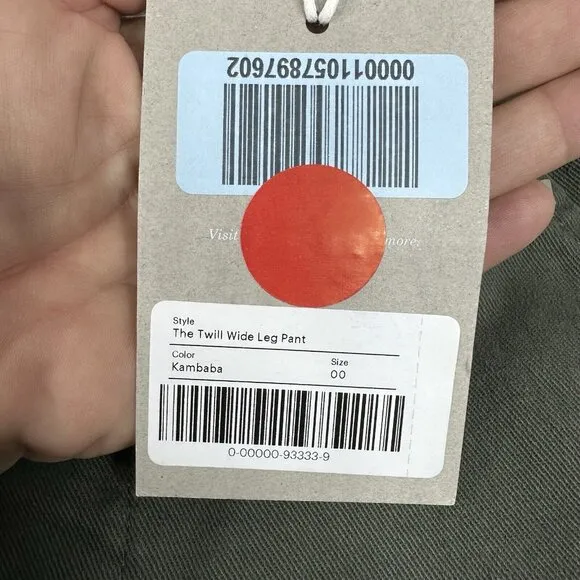 000011057897602
Visit more.
Style
The Twill Wide Leg Pant
Color Size
Kambaba 00
0-00000-93333-9